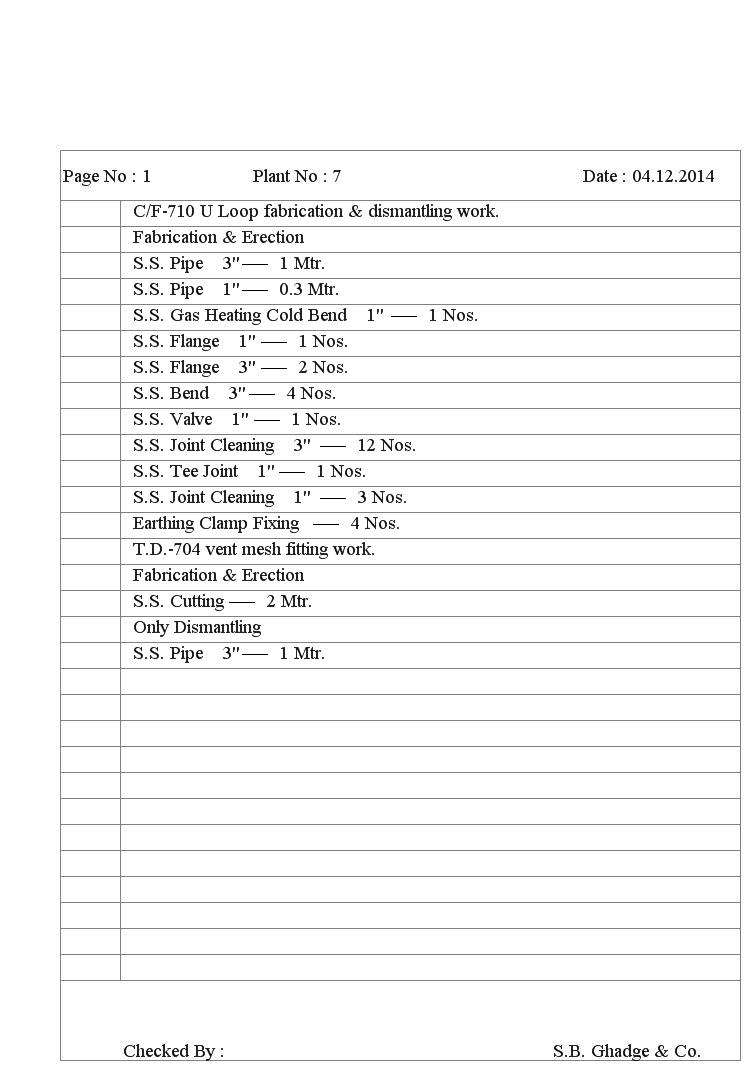 Page No : 1 Plant No : 7 Date : 04.12.2014
C/F-710 U Loop fabrication & dismantling work.
Fabrication & Erection
S.S. Pipe 3" — 1 Mtr.
S.S. Pipe 1" — 0.3 Mtr.
S.S. Gas Heating Cold Bend 1" — 1 Nos.
S.S. Flange 1" — 1 Nos.
S.S. Flange 3" — 2 Nos.
S.S. Bend 3" — 4 Nos.
S.S. Valve 1" — 1 Nos.
S.S. Joint Cleaning 3" — 12 Nos.
S.S. Tee Joint 1" — 1 Nos.
S.S. Joint Cleaning 1" — 3 Nos.
Earthing Clamp Fixing — 4 Nos.
T.D.-704 vent mesh fitting work.
Fabrication & Erection
S.S. Cutting — 2 Mtr.
Only Dismantling
S.S. Pipe 3" — 1 Mtr.
Checked By : S.B. Ghadge & Co.